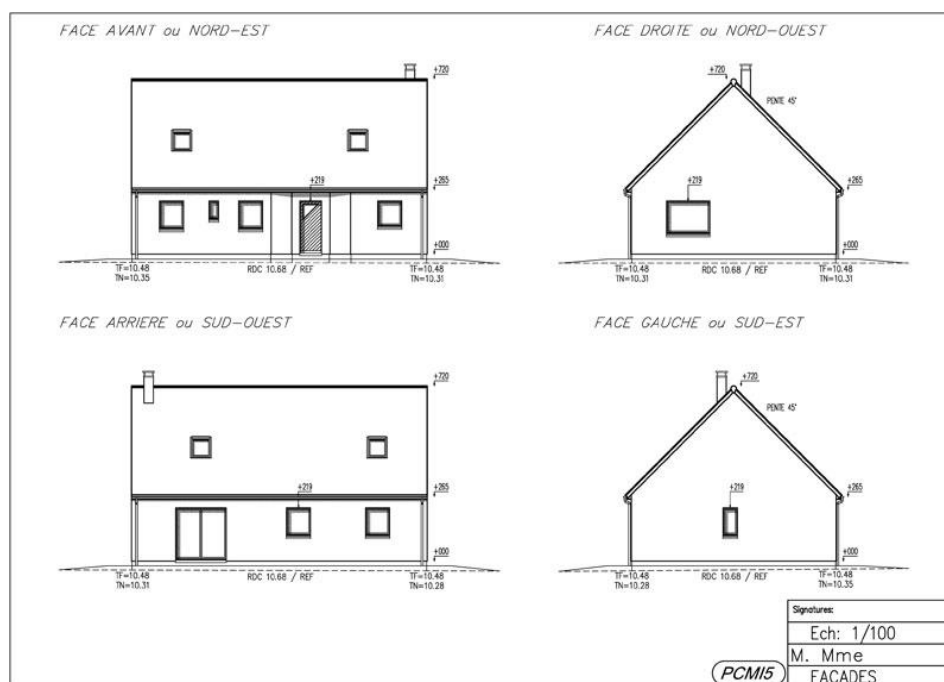 FACE AVANT ou NORD-EST
+720
+219
+265
+000
TF=10.48
TN=10.35
RDC 10.68 / REF
TF=10.48
TN=10.31
FACE DROITE ou NORD-OUEST
+720
PENTE 45°
+219
+265
+000
TF=10.48
TN=10.31
RDC 10.68 / REF
TF=10.48
TN=10.31
FACE ARRIERE ou SUD-OUEST
+720
+219
+265
+000
TF=10.48
TN=10.31
RDC 10.68 / REF
TF=10.48
TN=10.28
FACE GAUCHE ou SUD-EST
+720
PENTE 45°
+219
+265
+000
TF=10.48
TN=10.28
RDC 10.68 / REF
TF=10.48
TN=10.35
Signatures:
Ech: 1/100
M. Mme
PCMI5
FACADES